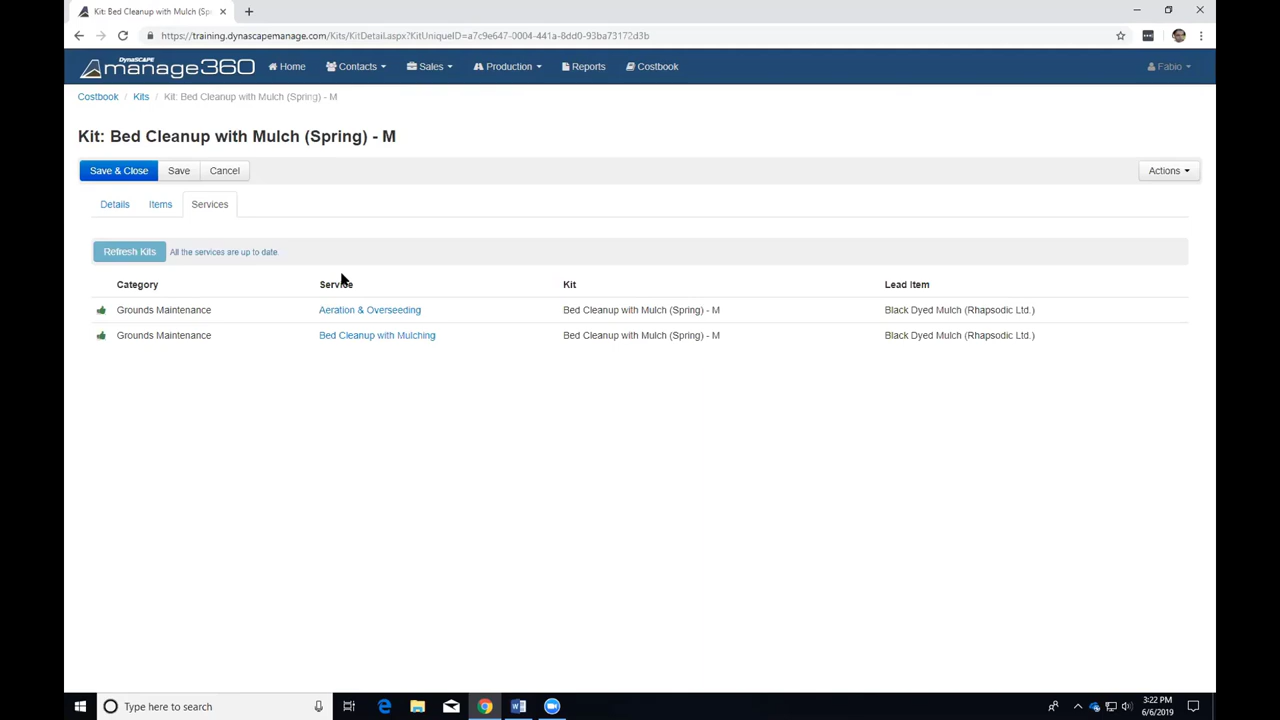 Kit: Bed Cleanup with Mulch (Sp
https://training.dynascapemanage.com/Kits/KitDetail.aspx?KitUniqueID=a7c9e647-0004-441a-8dd0-93ba73172d3b
DynaSCAPE
manage360
Home
Contacts
Sales
Production
Reports
Costbook
Fabio
Costbook / Kits / Kit: Bed Cleanup with Mulch (Spring) - M
Kit: Bed Cleanup with Mulch (Spring) - M
Save & Close
Save
Cancel
Actions
Details
Items
Services
Refresh Kits
All the services are up to date.
Category Service Kit Lead Item
Grounds Maintenance Aeration & Overseeding Bed Cleanup with Mulch (Spring) - M Black Dyed Mulch (Rhapsodic Ltd.)
Grounds Maintenance Bed Cleanup with Mulching Bed Cleanup with Mulch (Spring) - M Black Dyed Mulch (Rhapsodic Ltd.)
Type here to search
3:22 PM
6/6/2019